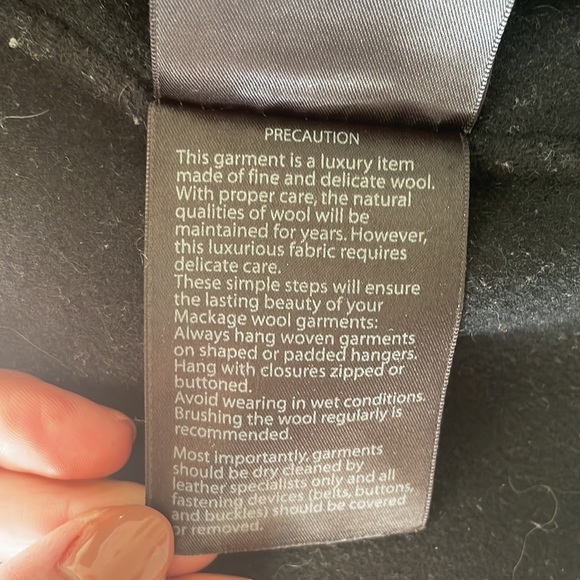 PRECAUTION
This garment is a luxury item
made of fine and delicate wool.
With proper care, the natural
qualities of wool will be
maintained for years. However,
this luxurious fabric requires
delicate care.
These simple steps will ensure
the lasting beauty of your
Mackage wool garments:
Always hang woven garments
on shaped or padded hangers.
Hang with closures zipped or
buttoned.
Avoid wearing in wet conditions.
Brushing the wool regularly is
recommended.
Most importantly, garments
should be dry cleaned by
leather specialists only and all
fastening devices (belts, buttons,
and buckles) should be covered
or removed.